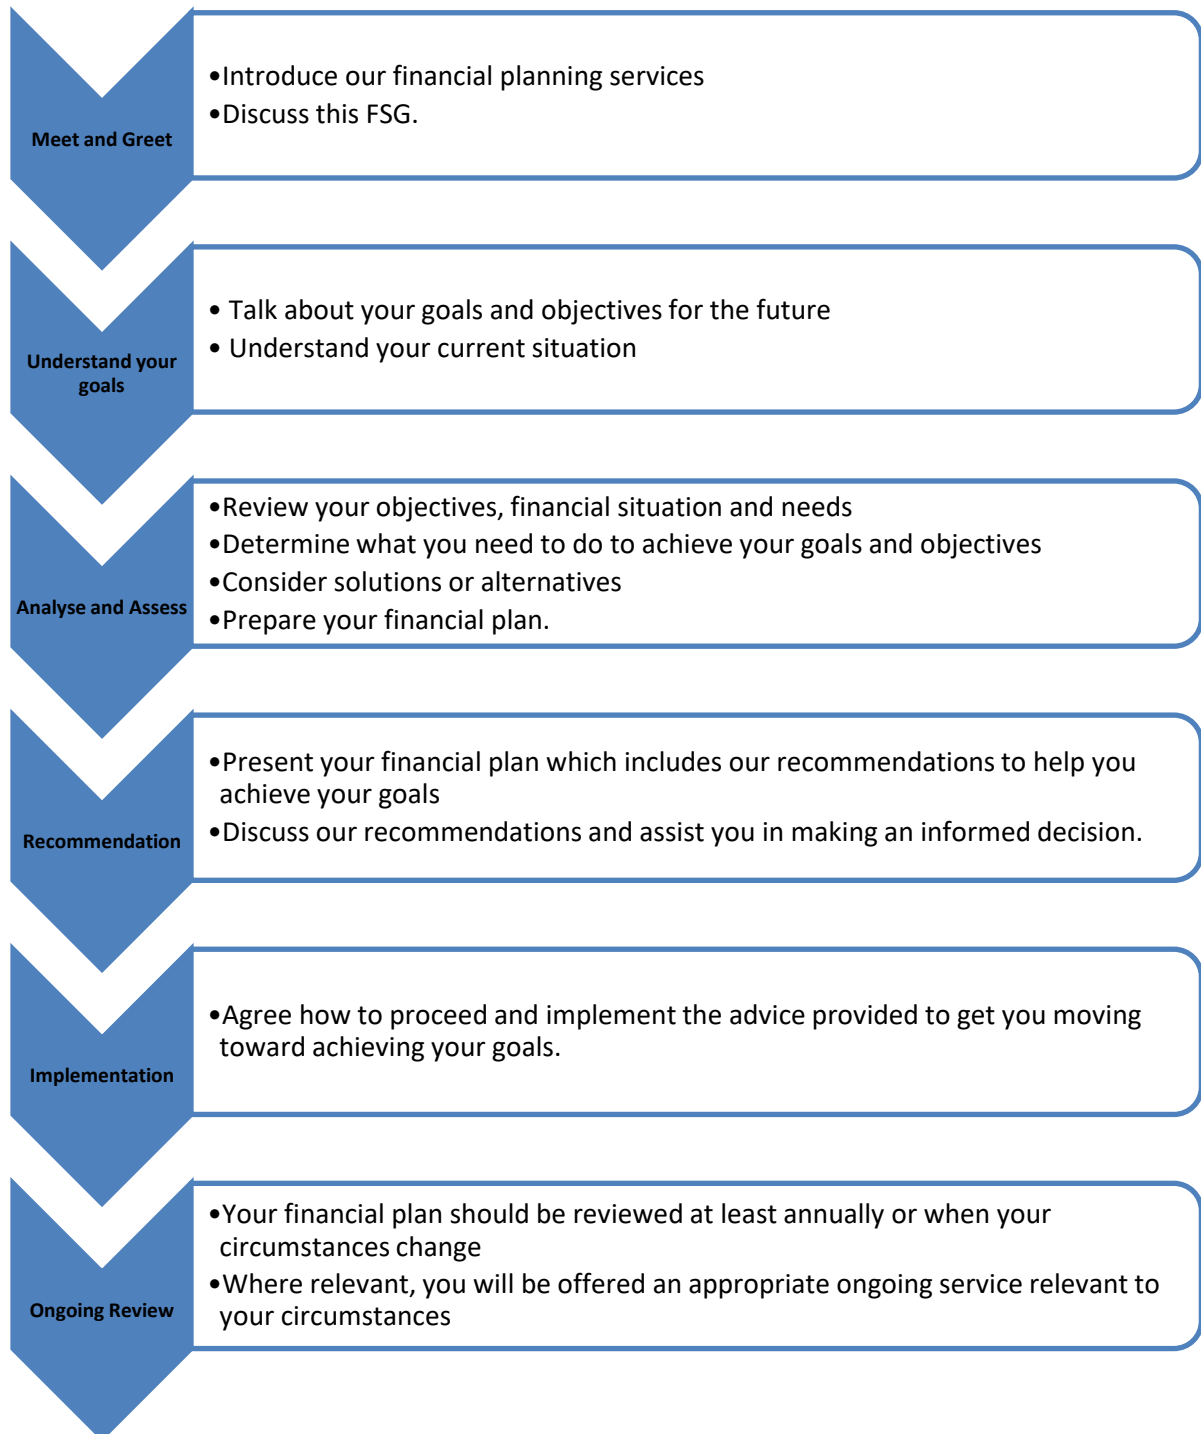 Meet and Greet
•Introduce our financial planning services
•Discuss this FSG.
Understand your
goals
• Talk about your goals and objectives for the future
• Understand your current situation
Analyse and Assess
•Review your objectives, financial situation and needs
•Determine what you need to do to achieve your goals and objectives
•Consider solutions or alternatives
•Prepare your financial plan.
Recommendation
•Present your financial plan which includes our recommendations to help you
achieve your goals
•Discuss our recommendations and assist you in making an informed decision.
Implementation
•Agree how to proceed and implement the advice provided to get you moving
toward achieving your goals.
Ongoing Review
•Your financial plan should be reviewed at least annually or when your
circumstances change
•Where relevant, you will be offered an appropriate ongoing service relevant to
your circumstances